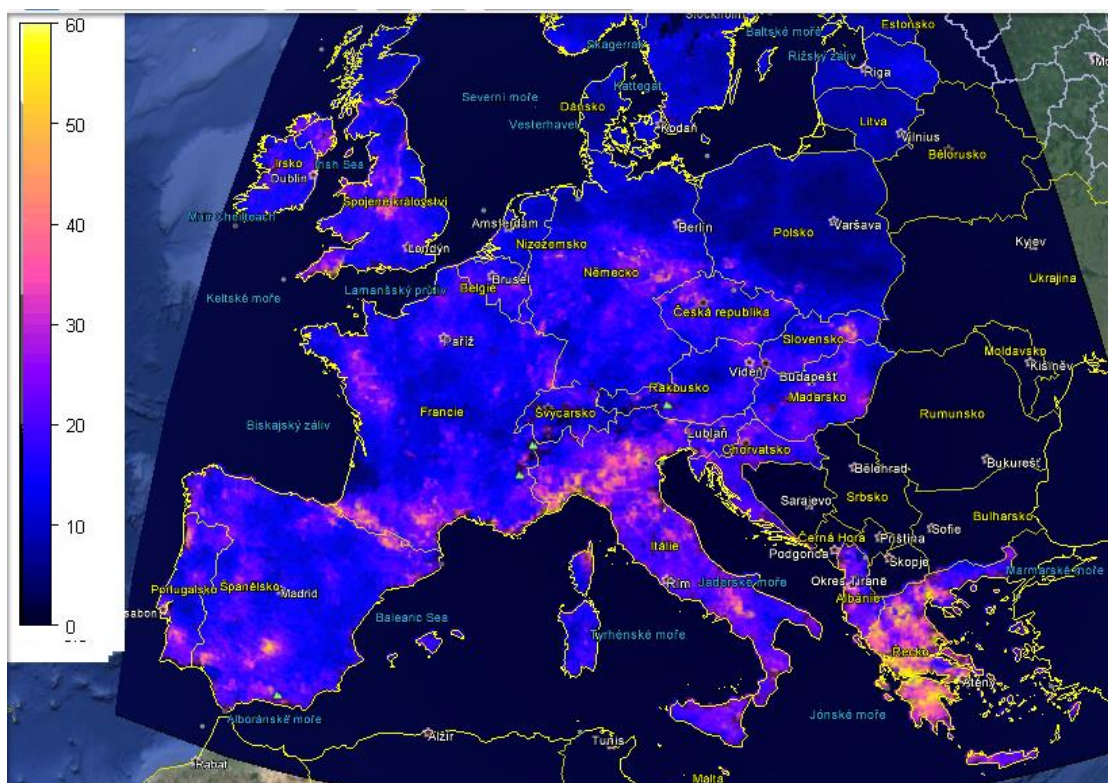 60
50
40
30
20
10
0
Stockholm
Estonsko
Baltské moře
Skagerrak
Rižský záliv
Riga
Kattegat
Severní moře
Dánsko
Vesterhavet
Kodaň
Litva
Vilnius
Bělorusko
Irsko
Irish Sea
Dublin
Spojené království
Muir Cheilteach
Amsterdam
Berlín
Polsko
Varšava
Londýn
Nizozemsko
Kyjev
Německo
Brusel
Belgie
Ukrajina
Keltské moře
Lamanšský průliv
Česká republika
Paříž
Slovensko
Moldavsko
Kišiněv
Vídeň
Budapešť
Rakousko
Maďarsko
Francie
Švýcarsko
Rumunsko
Biskajský záliv
Lublaň
Chorvatsko
Bělehrad
Bukurešť
Sarajevo
Srbsko
Bulharsko
Sofie
Černá Hora
Priština
Itálie
Podgorica
Skopje
Marmarské moře
Portugalsko
Španělsko
Madrid
Řím
Jaderské moře
Okres Tirane
Albánie
sabon
Balearic Sea
Tyrhénské moře
Řecko
Atény
Alboránské moře
Jónské moře
Alžír
Tunis
Rabat
Malta